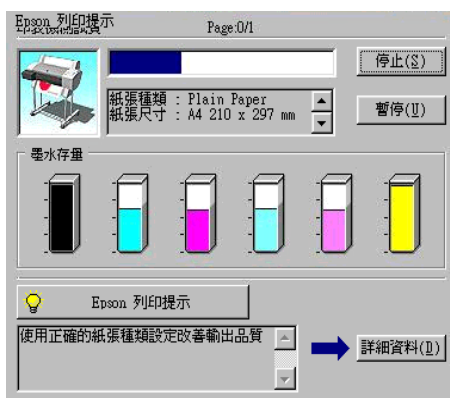 Epson 列印提示
Page:0/1
停止(S)
紙張種類 : Plain Paper
紙張尺寸 : A4 210 x 297 mm
暫停(U)
墨水存量
Epson 列印提示
使用正確的紙張種類設定改善輸出品質
詳細資料(D)